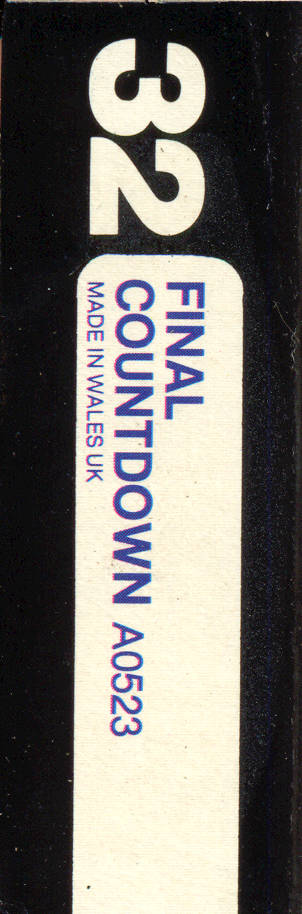 32
FINAL
COUNTDOWN A0523
MADE IN WALES UK